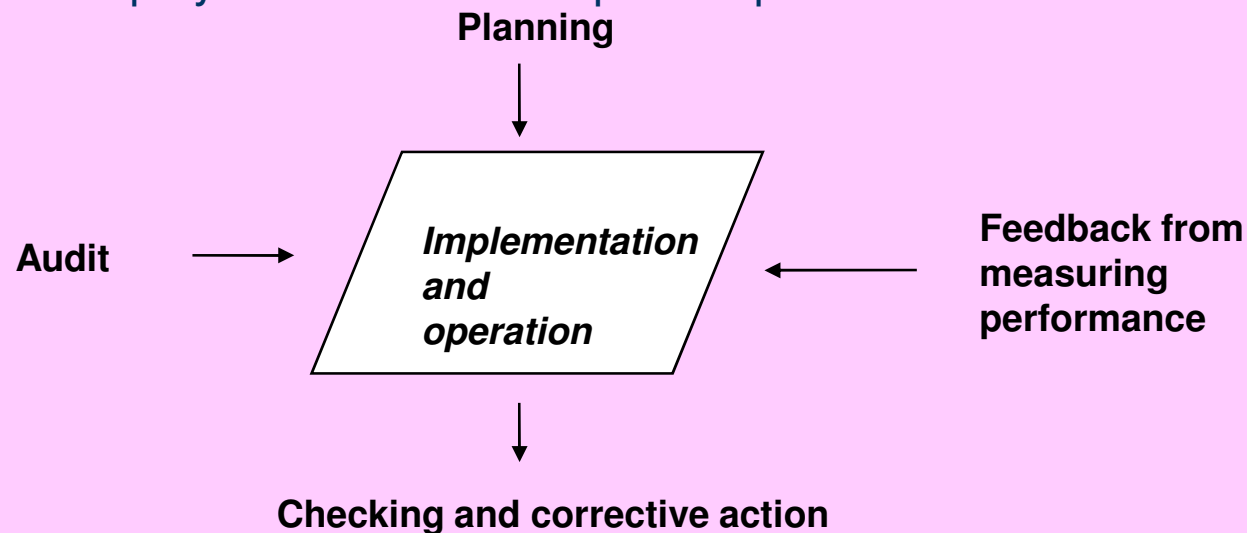 Planning
Audit
Implementation
and
operation
Feedback from
measuring
performance
Checking and corrective action